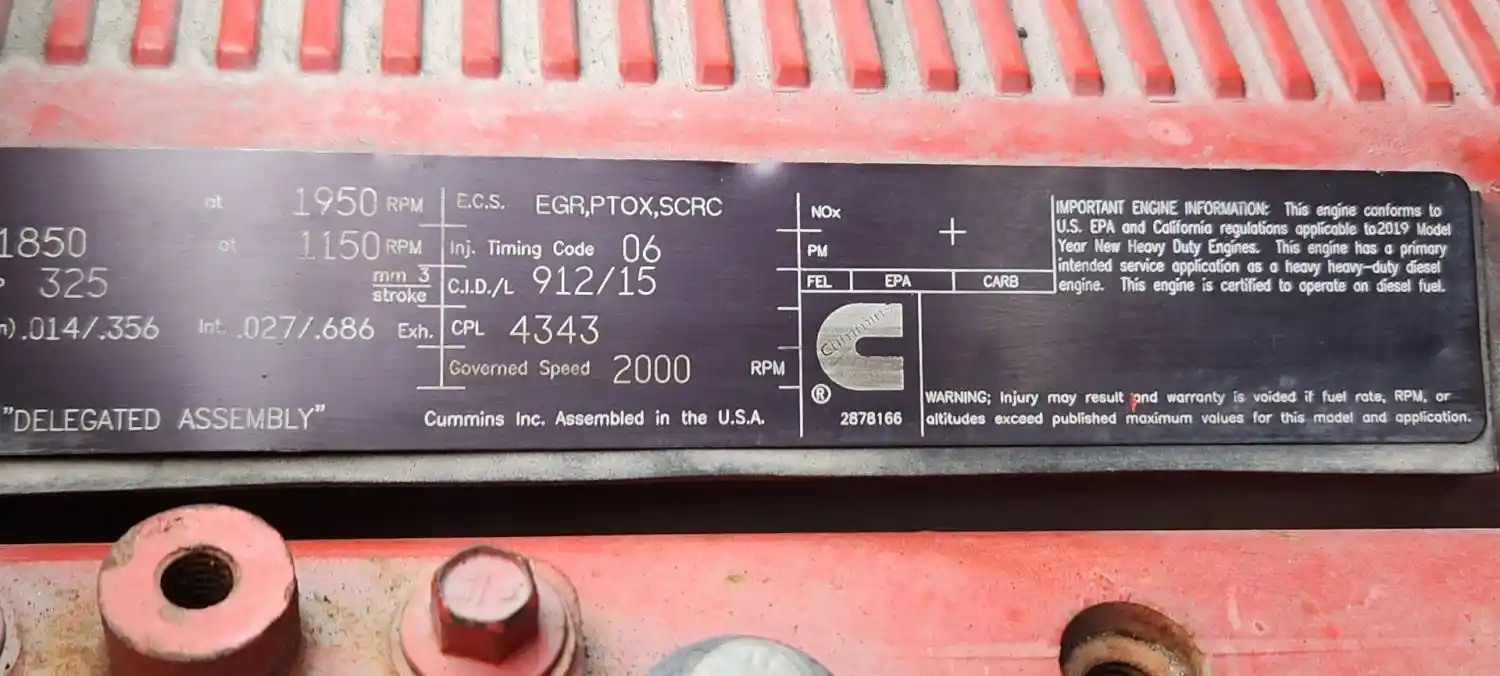 at 1950 RPM
1850 at 1150 RPM
325 mm 3
stroke
.014/.356 Int. .027/.686 Exh.
"DELEGATED ASSEMBLY"
E.C.S. EGR,PTOX,SCRC
Inj. Timing Code 06
C.I.D./L 912/15
CPL 4343
Governed Speed 2000 RPM
Cummins Inc. Assembled in the U.S.A.
NOx
PM
FEL EPA CARB
Cummins
®
2878166
IMPORTANT ENGINE INFORMATION: This engine conforms to
U.S. EPA and California regulations applicable to2019 Model
Year New Heavy Duty Engines. This engine has a primary
intended service application as a heavy heavy-duty diesel
engine. This engine is certified to operate on diesel fuel.
WARNING; Injury may result and warranty is voided if fuel rate, RPM, or
altitudes exceed published maximum values for this model and application.